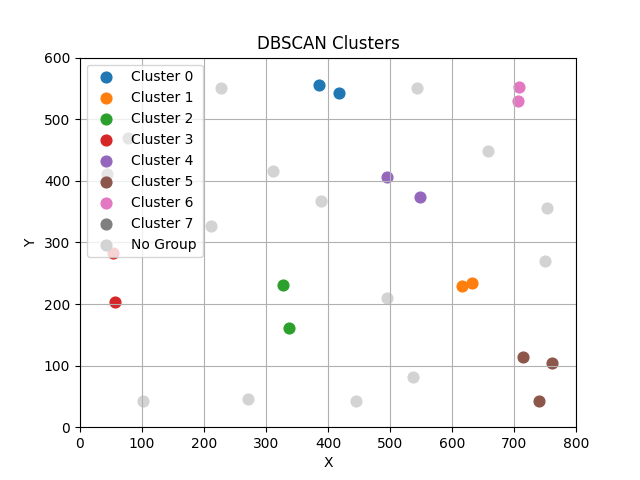 DBSCAN Clusters
600
500
400
300
200
100
0
Y
Cluster 0
Cluster 1
Cluster 2
Cluster 3
Cluster 4
Cluster 5
Cluster 6
Cluster 7
No Group
0 100 200 300 400 500 600 700 800
X